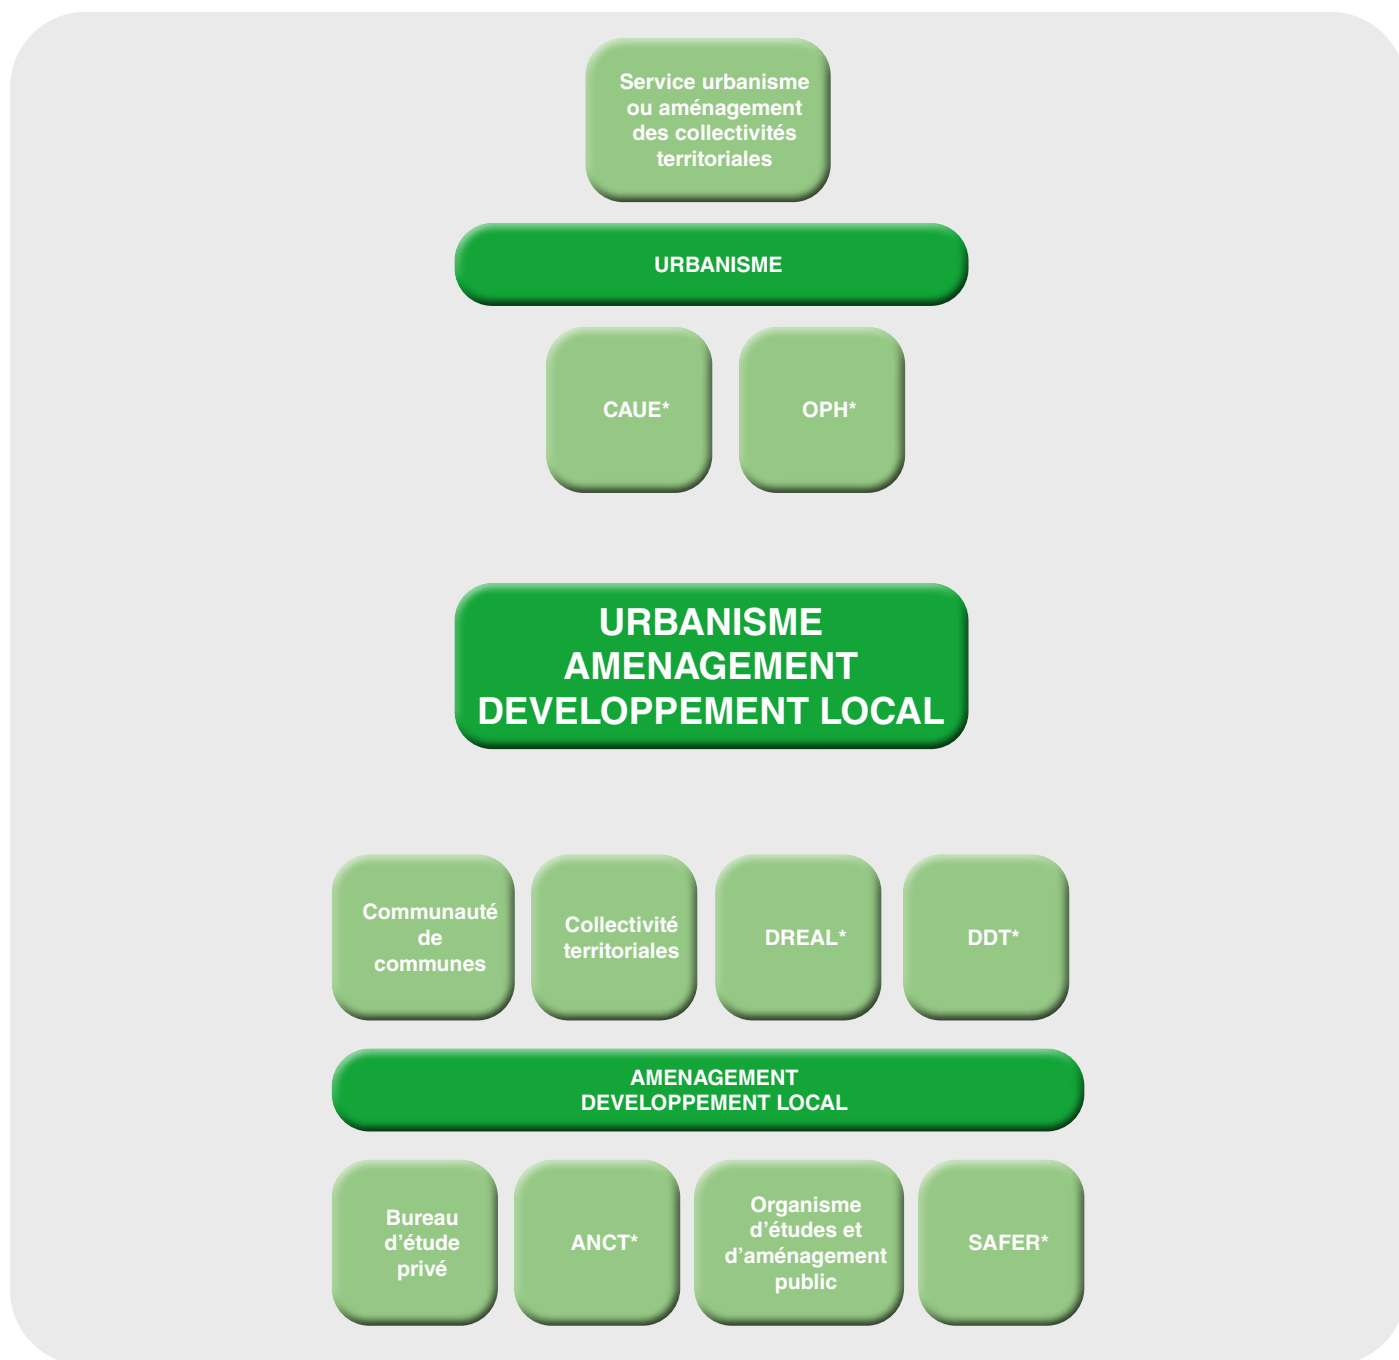 Service urbanisme
ou aménagement
des collectivités
territoriales
URBANISME
CAUE*
OPH*
URBANISME
AMENAGEMENT
DEVELOPPEMENT LOCAL
Communauté
de
communes
Collectivité
territoriales
DREAL*
DDT*
AMENAGEMENT
DEVELOPPEMENT LOCAL
Bureau
d’étude
privé
ANCT*
Organisme
d’études et
d’aménagement
public
SAFER*